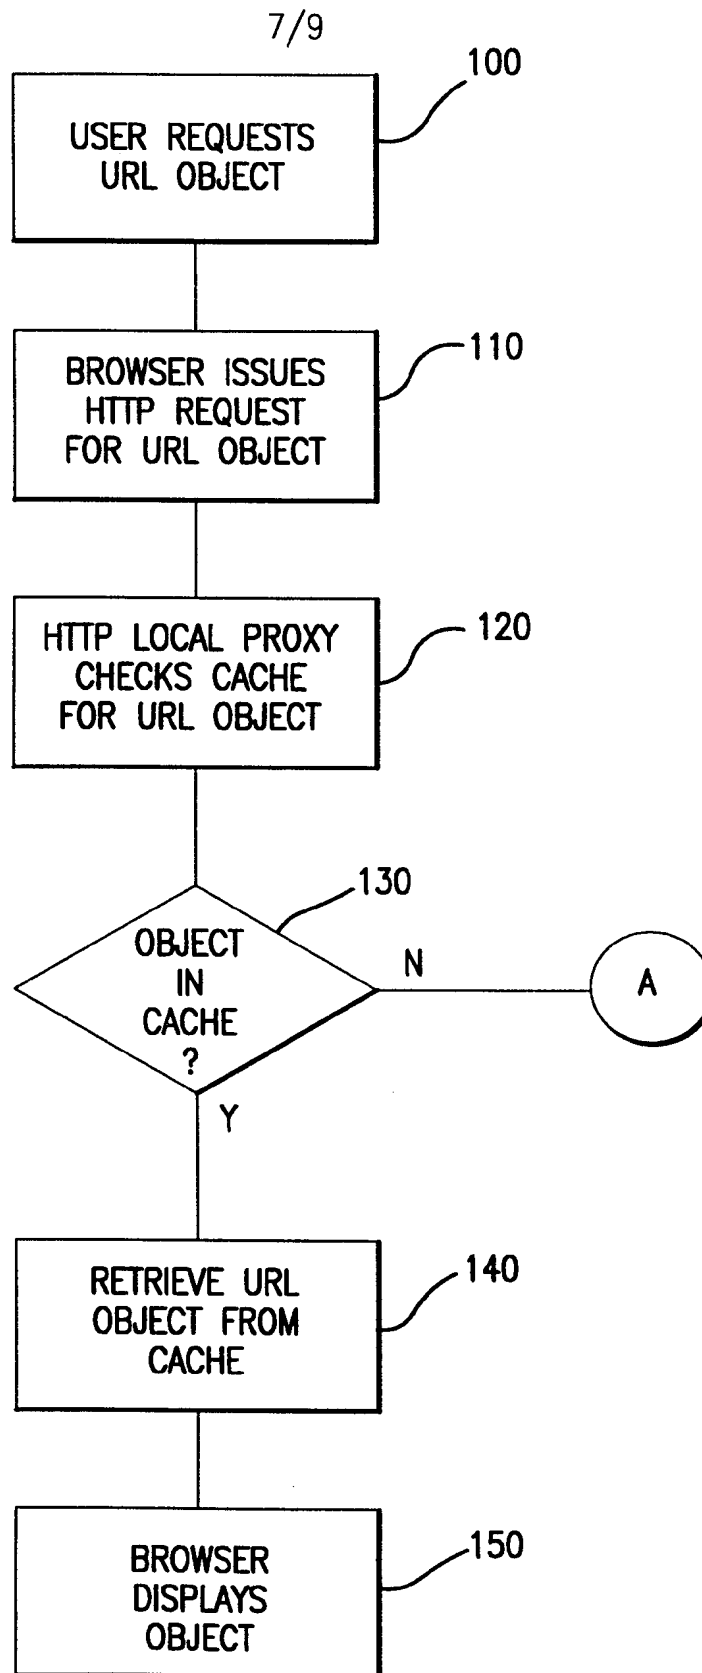 7/9
100
USER REQUESTS
URL OBJECT
110
BROWSER ISSUES
HTTP REQUEST
FOR URL OBJECT
120
HTTP LOCAL PROXY
CHECKS CACHE
FOR URL OBJECT
130
OBJECT
IN
CACHE
?
N
A
Y
140
RETRIEVE URL
OBJECT FROM
CACHE
150
BROWSER
DISPLAYS
OBJECT